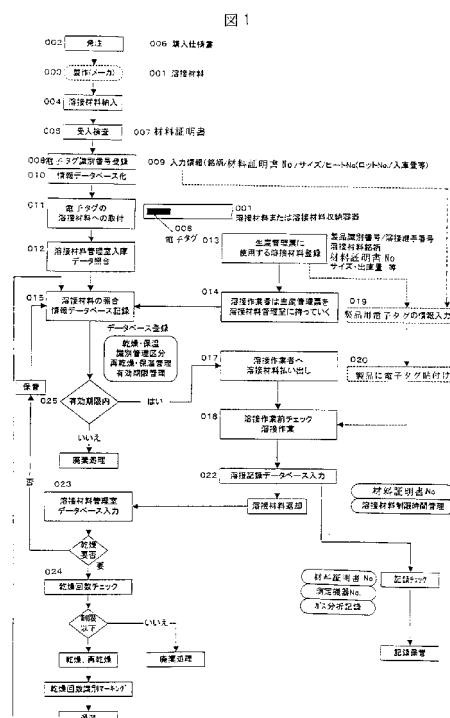 図1
002 発注 006 購入仕様書
003 製作(メーカ) 001 溶接材料
004 溶接材料納入
005 受入検査 007 材料証明書
008 電子タグ識別番号登録
009 入力情報(銘柄/材料証明書No/サイズ/ヒートNo(ロットNo./入庫量等)
010 情報データベース化
011 電子タグの
溶接材料への取付
001
溶接材料または溶接材料収納容器
008
電子タグ
012 溶接材料管理室入庫
データ照合
013 生産管理票に
使用する溶接材料登録
製品識別番号/溶接継手番号
溶接材料銘柄
材料証明書No
サイズ・出庫量 等
014 溶接作業者は生産管理票を
溶接材料管理室に持っていく
015 溶接材料の照合
情報データベース記録
019
製品用電子タグの情報入力
データベース登録
乾燥・保温
識別管理区分
再乾燥・保温管理
有効期限管理
017 溶接作業者へ
溶接材料払い出し
020
製品に電子タグ貼付け
保管
025 有効期限内
はい
いいえ
廃棄処理
018 溶接作業前チェック
溶接作業
022 溶接記録データベース入力
023
溶接材料管理室
データベース入力
溶接材料返却
材料証明書No
溶接材料制限時間管理
乾燥
要否
否
要
024
乾燥回数チェック
材料証明書No
測定機器No.
ガス分析記録
記録チェック
制限
以下
いいえ
乾燥、再乾燥
廃棄処理
記録保管
乾燥回数識別マーキング